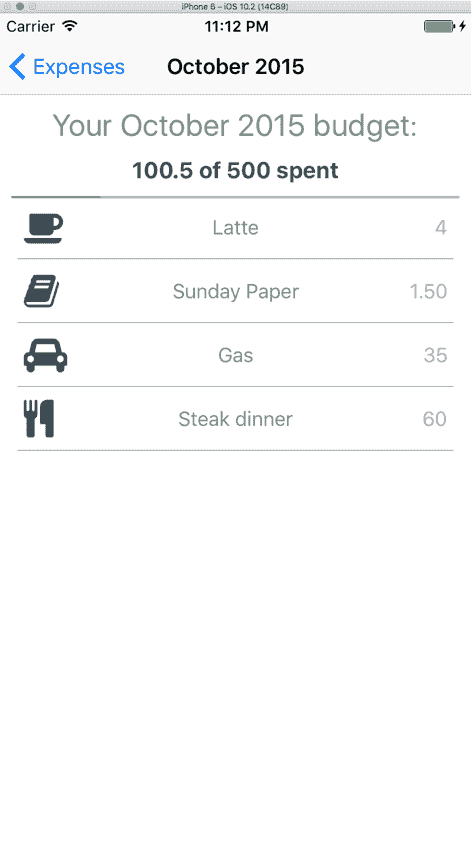 iPhone 6 – iOS 10.2 (14C89)
Carrier 11:12 PM
Expenses October 2015
Your October 2015 budget:
100.5 of 500 spent
Latte 4
Sunday Paper 1.50
Gas 35
Steak dinner 60